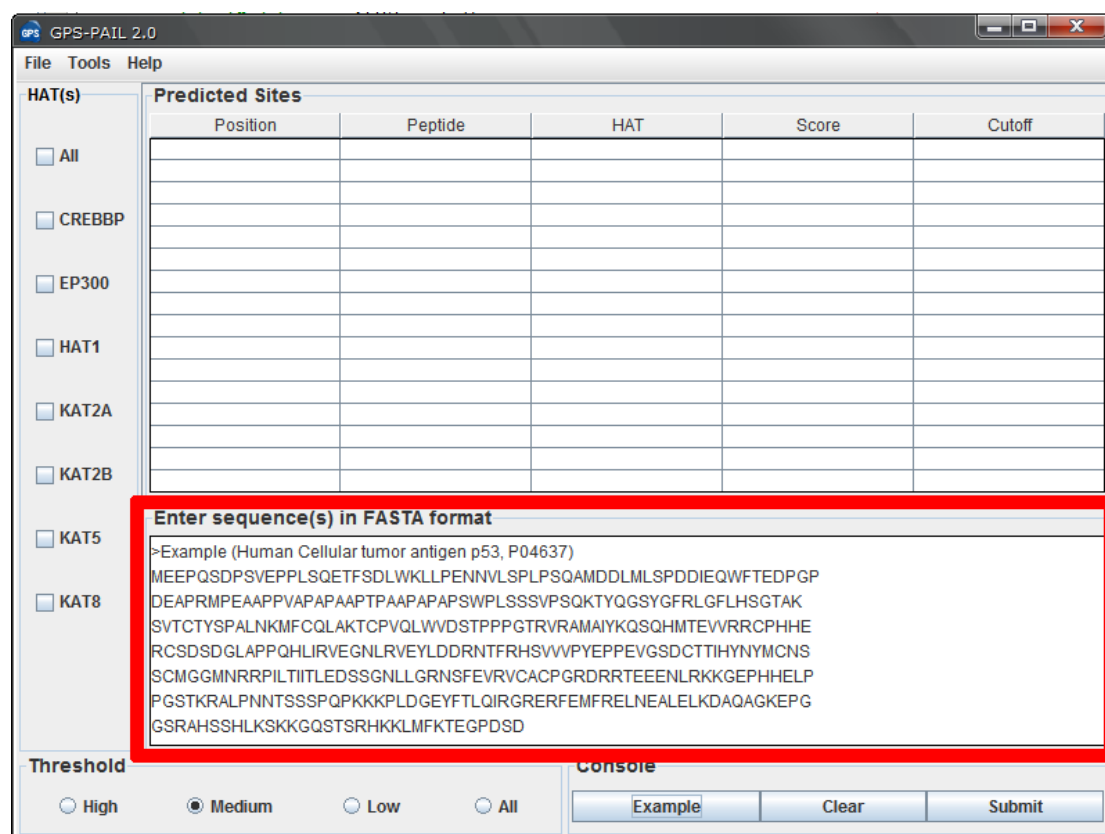 GPS GPS-PAIL 2.0
File Tools Help
HAT(s)
Predicted Sites
Position Peptide HAT Score Cutoff
All
CREBBP
EP300
HAT1
KAT2A
KAT2B
KAT5
KAT8
Enter sequence(s) in FASTA format
>Example (Human Cellular tumor antigen p53, P04637)
MEEPQSDPSVEPPLSQETFSDLWKLLPENNVLSPLPSQAMDDLMLSPDDIEQWFTEDPGP
DEAPRMPEAAPPVAPAPAAPTPAAPAPAPSWPLSSSVPSQKTYQGSYGFRLGFLHSGTAK
SVTCTYSPALNKMFCQLAKTCPVQLWVDSTPPPGTRVRAMAIYKQSQHMTEVVRRCPHHE
RCSDSDGLAPPQHLIRVEGNLRVEYLDDRNTFRHSVVVPYEPPEVGSDCTTIHYNYMCNS
SCMGGMNRRPILTIITLEDSSGNLLGRNSFEVRVCACPGRDRRTEEENLRKKGEPHHELP
PGSTKRALPNNTSSSPQPKKKPLDGEYFTLQIRGRERFEMFRELNEALELKDAQAGKEPG
GSRAHSSHLKSKKGQSTSRHKKLMFKTEGPDSD
Threshold
High Medium Low All
Console
Example Clear Submit